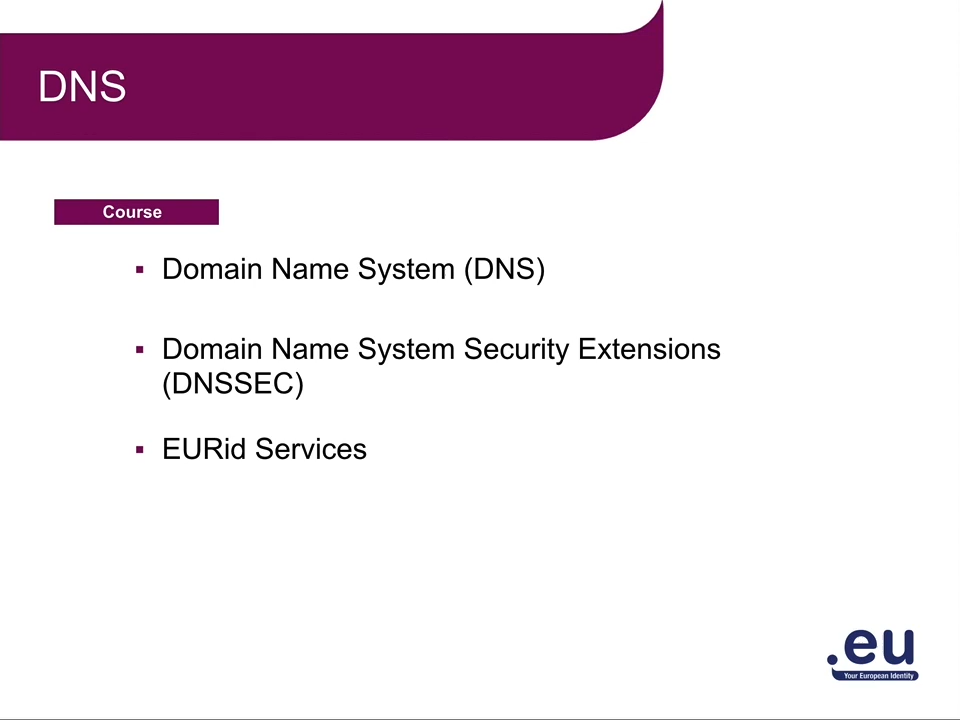 DNS
Course
▪ Domain Name System (DNS)
▪ Domain Name System Security Extensions
(DNSSEC)
▪ EURid Services
.eu
Your European Identity